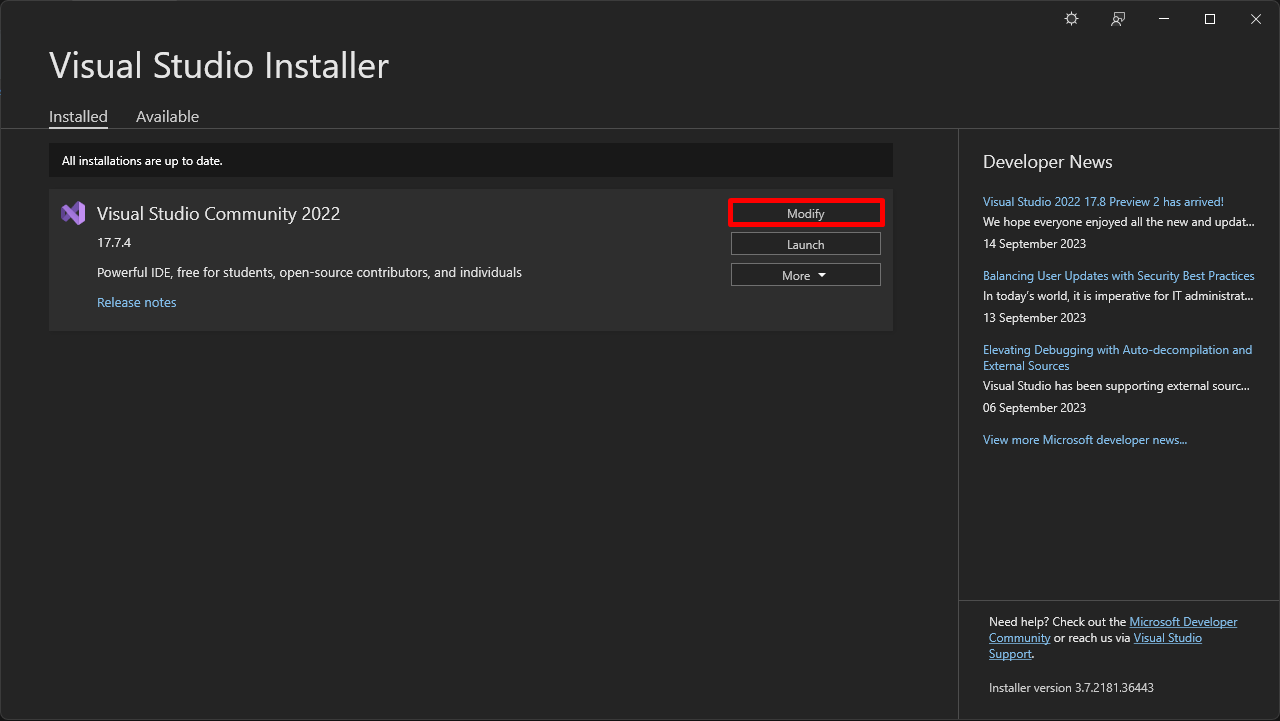 Visual Studio Installer
Installed
Available
All installations are up to date.
Visual Studio Community 2022
17.7.4
Powerful IDE, free for students, open-source contributors, and individuals
Release notes
Modify
Launch
More
Developer News
Visual Studio 2022 17.8 Preview 2 has arrived!
We hope everyone enjoyed all the new and updat...
14 September 2023
Balancing User Updates with Security Best Practices
In today's world, it is imperative for IT administrat...
13 September 2023
Elevating Debugging with Auto-decompilation and
External Sources
Visual Studio has been supporting external sourc...
06 September 2023
View more Microsoft developer news...
Need help? Check out the Microsoft Developer
Community or reach us via Visual Studio
Support.
Installer version 3.7.2181.36443